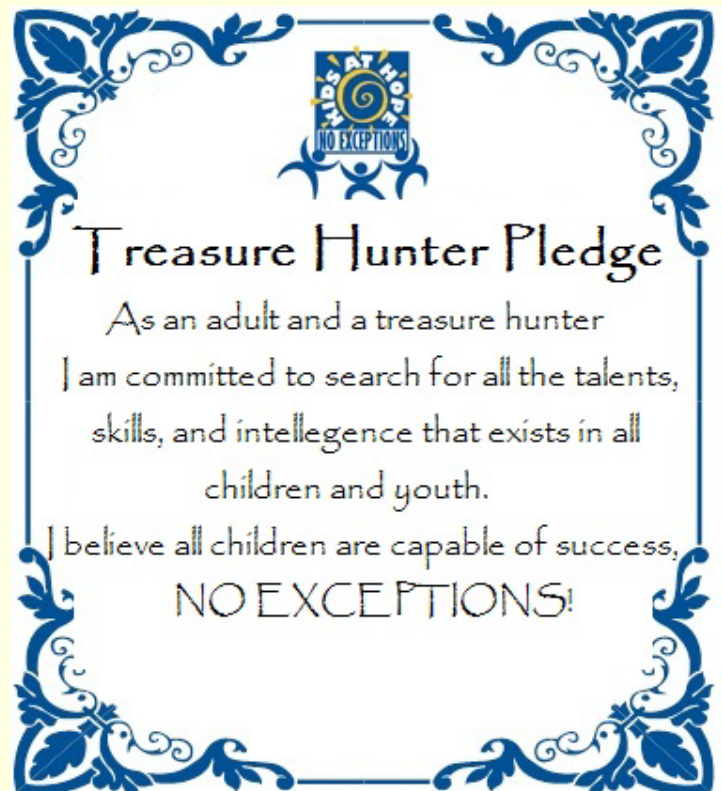 KIDS AT HOPE
NO EXCEPTIONS
Treasure Hunter Pledge
As an adult and a treasure hunter
I am committed to search for all the talents,
skills, and intellegence that exists in all
children and youth.
I believe all children are capable of success,
NO EXCEPTIONS!